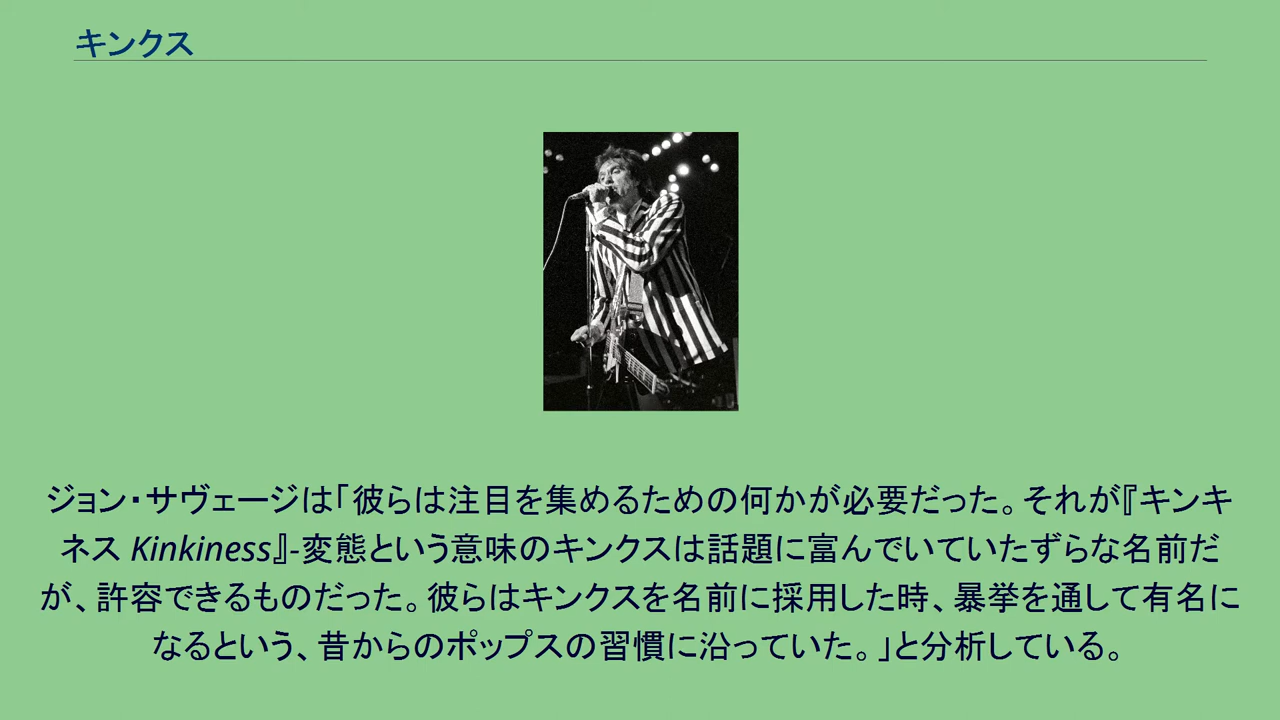 キンクス
ジョン・サヴェージは「彼らは注目を集めるための何かが必要だった。それが『キンキ
ネス Kinkiness』-変態という意味のキンクスは話題に富んでいていたずらな名前だ
が、許容できるものだった。彼らはキンクスを名前に採用した時、暴挙を通して有名に
なるという、昔からのポップスの習慣に沿っていた。」と分析している。